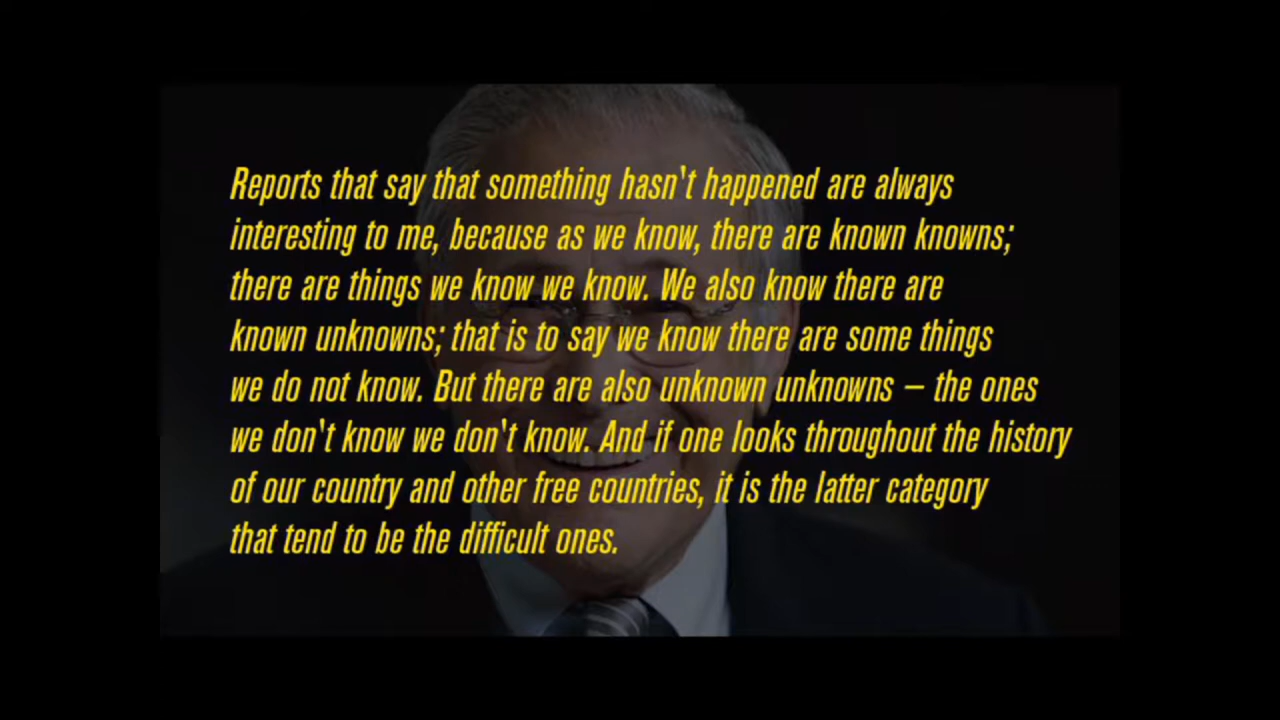 Reports that say that something hasn't happened are always
interesting to me, because as we know, there are known knowns;
there are things we know we know. We also know there are
known unknowns; that is to say we know there are some things
we do not know. But there are also unknown unknowns – the ones
we don't know we don't know. And if one looks throughout the history
of our country and other free countries, it is the latter category
that tend to be the difficult ones.